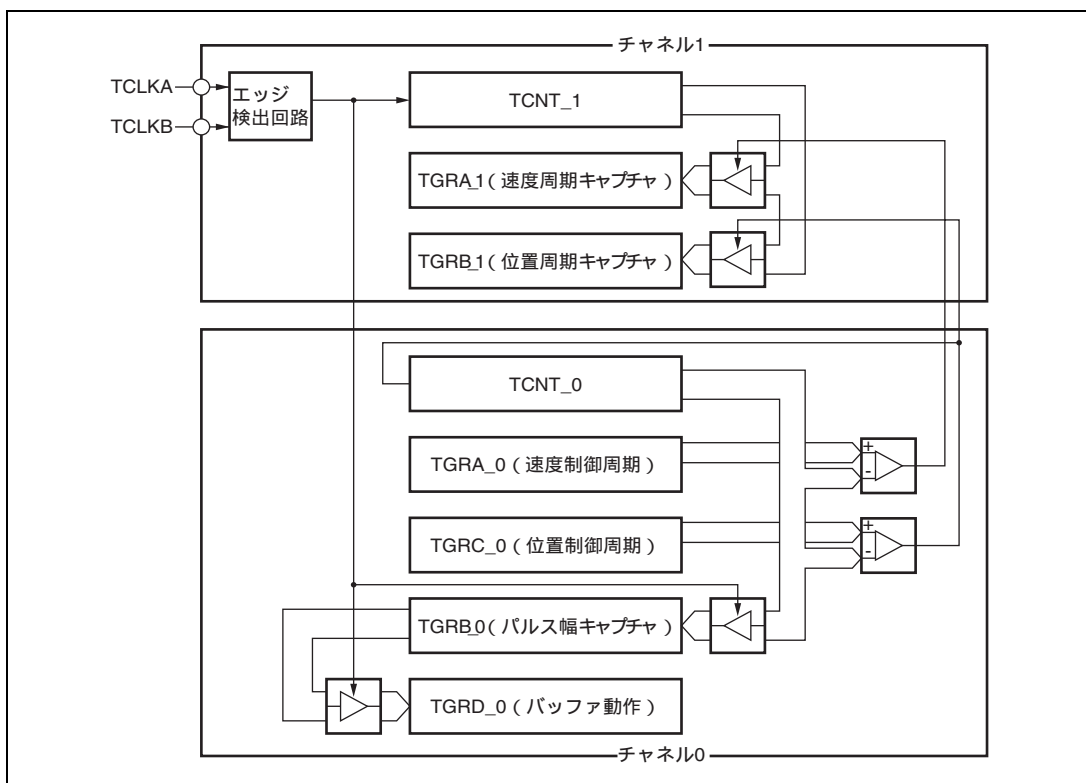 チャネル1
TCLKA
TCLKB
エッジ
検出回路
TCNT_1
TGRA_1(速度周期キャプチャ)
TGRB_1(位置周期キャプチャ)
TCNT_0
TGRA_0(速度制御周期)
+
-
TGRC_0(位置制御周期)
+
-
TGRB_0(パルス幅キャプチャ)
TGRD_0(バッファ動作)
チャネル0